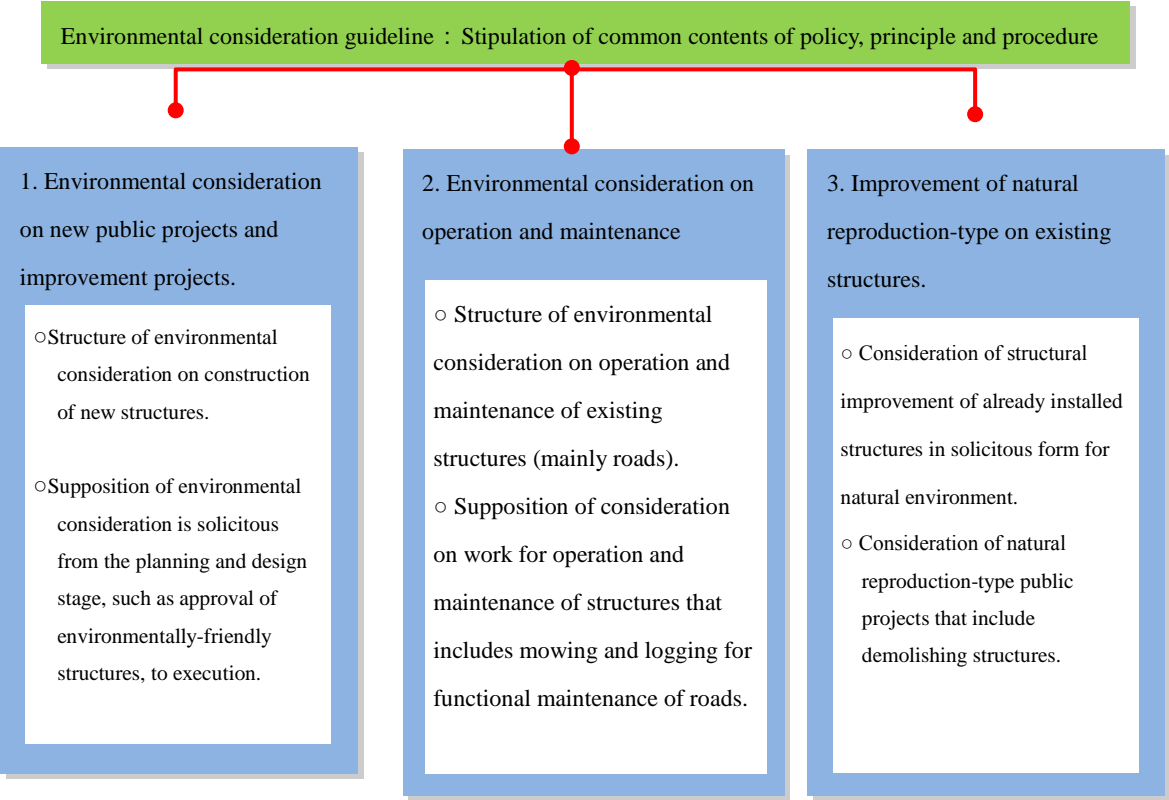 Environmental consideration guideline：Stipulation of common contents of policy, principle and procedure
1. Environmental consideration
on new public projects and
improvement projects.
○Structure of environmental
consideration on construction
of new structures.
○Supposition of environmental
consideration is solicitous
from the planning and design
stage, such as approval of
environmentally-friendly
structures, to execution.
2. Environmental consideration on
operation and maintenance
○ Structure of environmental
consideration on operation and
maintenance of existing
structures (mainly roads).
○ Supposition of consideration
on work for operation and
maintenance of structures that
includes mowing and logging for
functional maintenance of roads.
3. Improvement of natural
reproduction-type on existing
structures.
○ Consideration of structural
improvement of already installed
structures in solicitous form for
natural environment.
○ Consideration of natural
reproduction-type public
projects that include
demolishing structures.